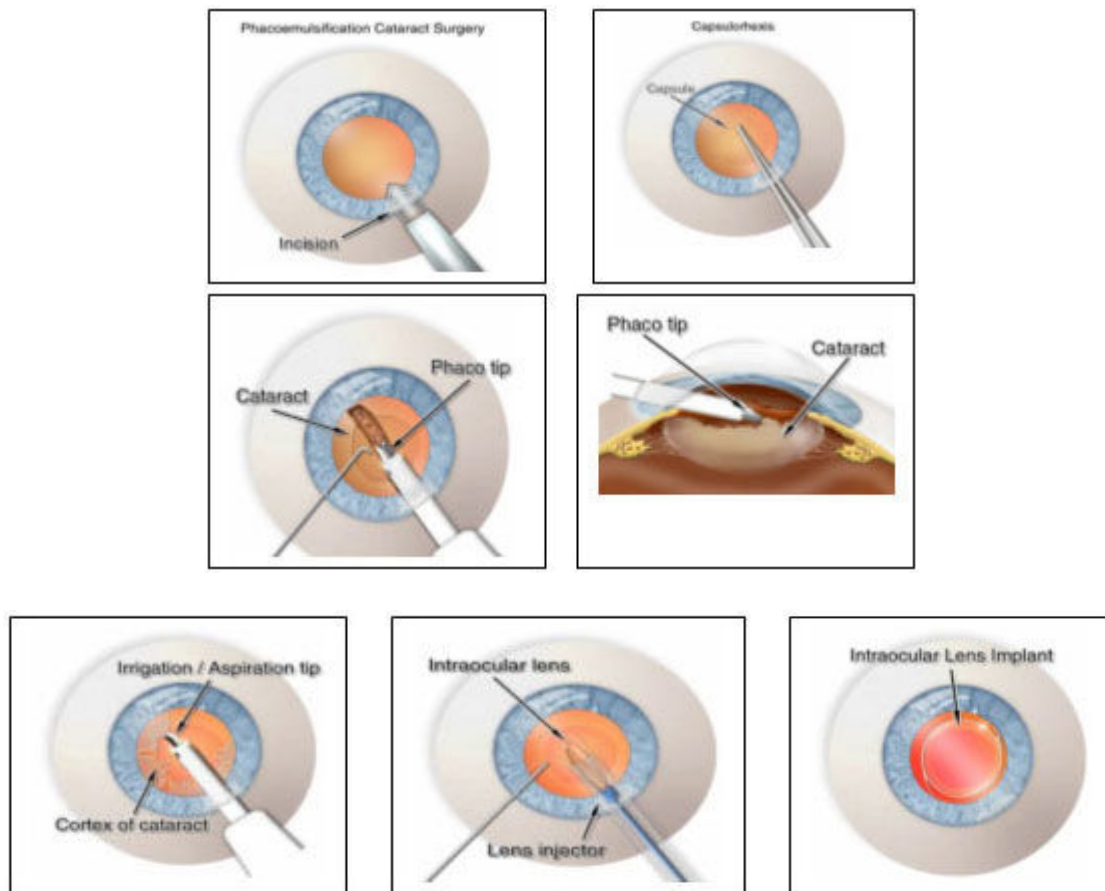 Phacoemulsification Cataract Surgery
Incision
Capsulorhexis
Capsule
Cataract
Phaco tip
Phaco tip
Cataract
Irrigation / Aspiration tip
Cortex of cataract
Intraocular lens
Lens injector
Intraocular Lens Implant